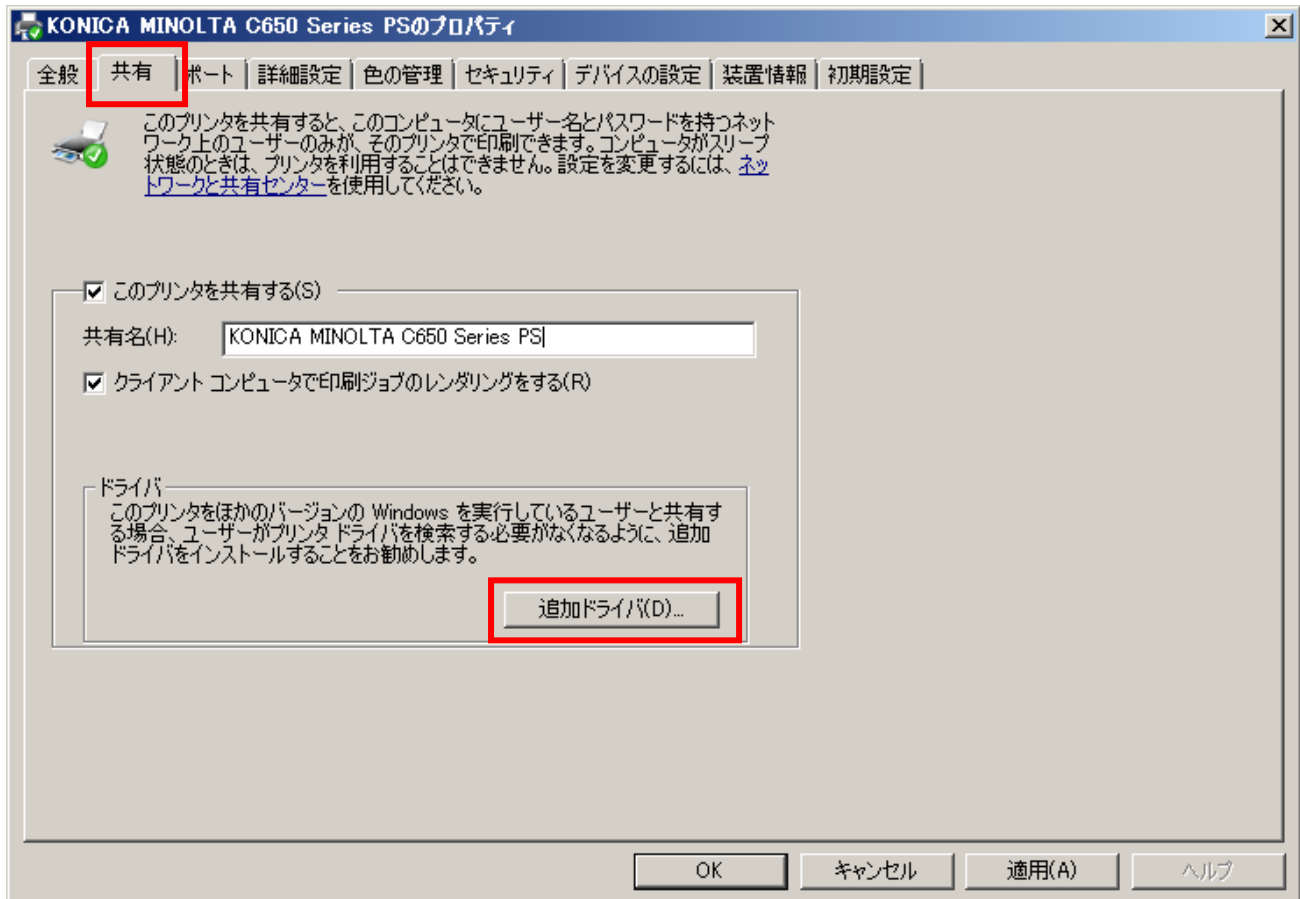 KONICA MINOLTA C650 Series PSのプロパティ
全般 共有 ポート 詳細設定 色の管理 セキュリティ デバイスの設定 装置情報 初期設定
このプリンタを共有すると、このコンピュータにユーザー名とパスワードを持つネット
ワーク上のユーザーのみが、そのプリンタで印刷できます。コンピュータがスリープ
状態のときは、プリンタを利用することはできません。設定を変更するには、ネッ
トワークと共有センターを使用してください。
このプリンタを共有する(S)
共有名(H): KONICA MINOLTA C650 Series PS
クライアント コンピュータで印刷ジョブのレンダリングをする(R)
ドライバ
このプリンタをほかのバージョンの Windows を実行しているユーザーと共有す
る場合、ユーザーがプリンタ ドライバを検索する必要がなくなるように、追加
ドライバをインストールすることをお勧めします。
追加ドライバ(D)...
OK キャンセル 適用(A) ヘルプ